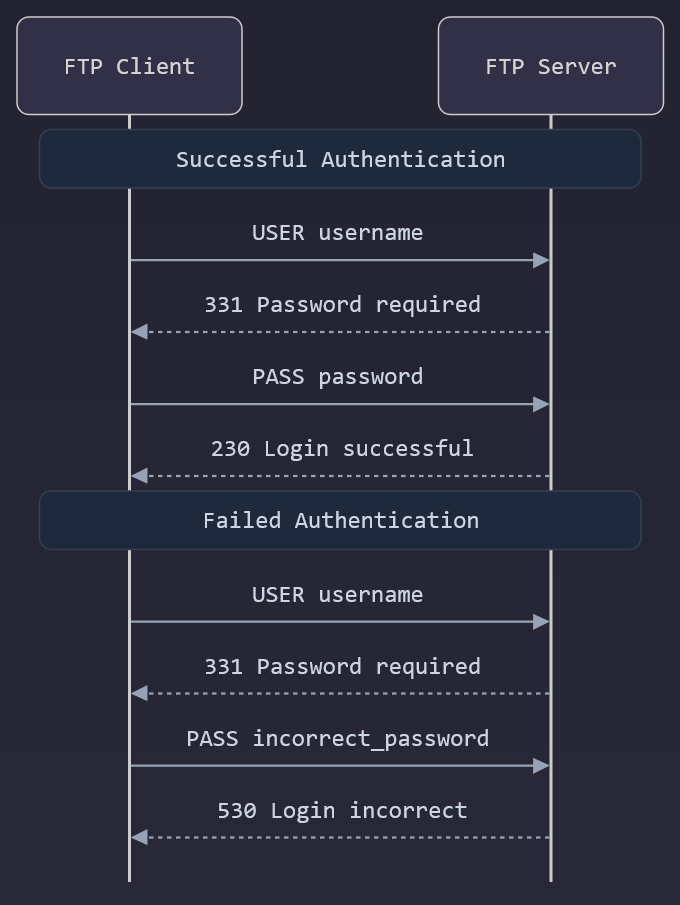 FTP Client
FTP Server
Successful Authentication
USER username
331 Password required
PASS password
230 Login successful
Failed Authentication
USER username
331 Password required
PASS incorrect_password
530 Login incorrect